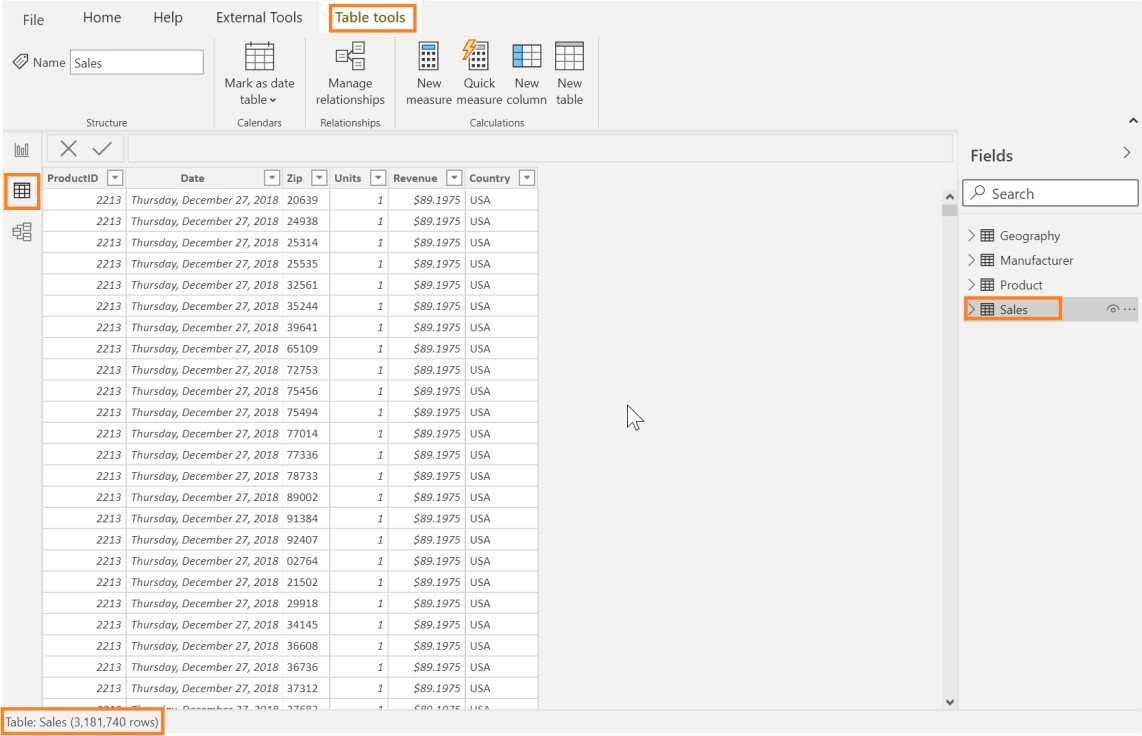 File Home Help External Tools Table tools
Name Sales
Mark as date table
Manage relationships
New measure
Quick measure
New column
New table
Structure Calendars Relationships Calculations
Fields
Search
Geography
Manufacturer
Product
Sales
ProductID Date Zip Units Revenue Country
2213 Thursday, December 27, 2018 20639 1 $89.1975 USA
2213 Thursday, December 27, 2018 24938 1 $89.1975 USA
2213 Thursday, December 27, 2018 25314 1 $89.1975 USA
2213 Thursday, December 27, 2018 25535 1 $89.1975 USA
2213 Thursday, December 27, 2018 32561 1 $89.1975 USA
2213 Thursday, December 27, 2018 35244 1 $89.1975 USA
2213 Thursday, December 27, 2018 39641 1 $89.1975 USA
2213 Thursday, December 27, 2018 65109 1 $89.1975 USA
2213 Thursday, December 27, 2018 72753 1 $89.1975 USA
2213 Thursday, December 27, 2018 75456 1 $89.1975 USA
2213 Thursday, December 27, 2018 75494 1 $89.1975 USA
2213 Thursday, December 27, 2018 77014 1 $89.1975 USA
2213 Thursday, December 27, 2018 77336 1 $89.1975 USA
2213 Thursday, December 27, 2018 78733 1 $89.1975 USA
2213 Thursday, December 27, 2018 89002 1 $89.1975 USA
2213 Thursday, December 27, 2018 91384 1 $89.1975 USA
2213 Thursday, December 27, 2018 92407 1 $89.1975 USA
2213 Thursday, December 27, 2018 02764 1 $89.1975 USA
2213 Thursday, December 27, 2018 21502 1 $89.1975 USA
2213 Thursday, December 27, 2018 29918 1 $89.1975 USA
2213 Thursday, December 27, 2018 34145 1 $89.1975 USA
2213 Thursday, December 27, 2018 36608 1 $89.1975 USA
2213 Thursday, December 27, 2018 36736 1 $89.1975 USA
2213 Thursday, December 27, 2018 37312 1 $89.1975 USA
Table: Sales (3,181,740 rows)